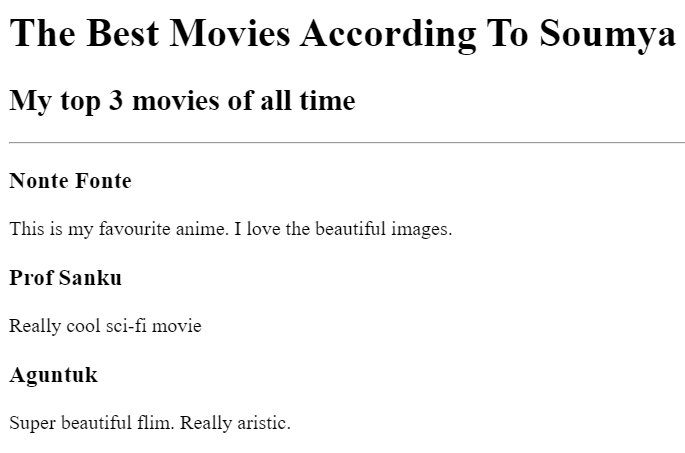 The Best Movies According To Soumya
My top 3 movies of all time
Nonte Fonte
This is my favourite anime. I love the beautiful images.
Prof Sanku
Really cool sci-fi movie
Aguntuk
Super beautiful flim. Really aristic.